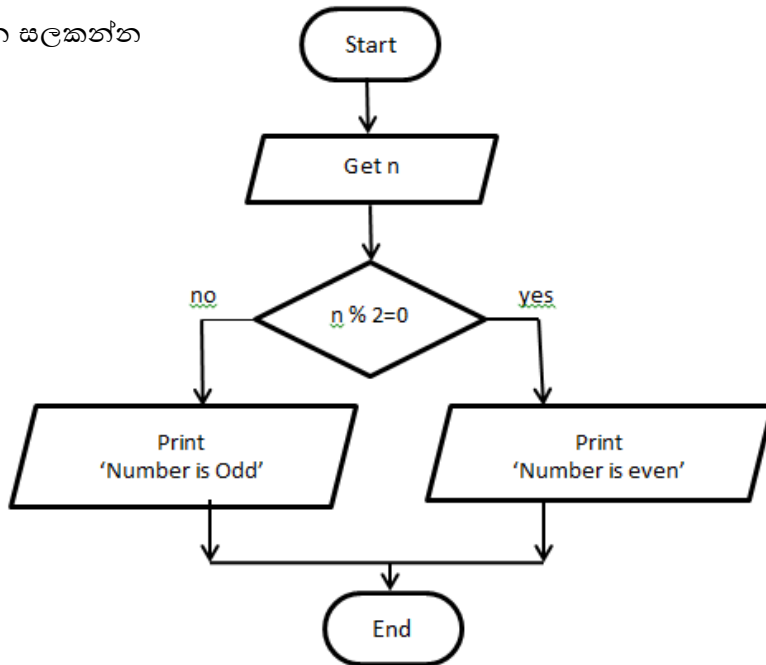 සලකන්න
Start
Get n
n % 2=0
no
yes
Print
‘Number is Odd’
Print
‘Number is even’
End